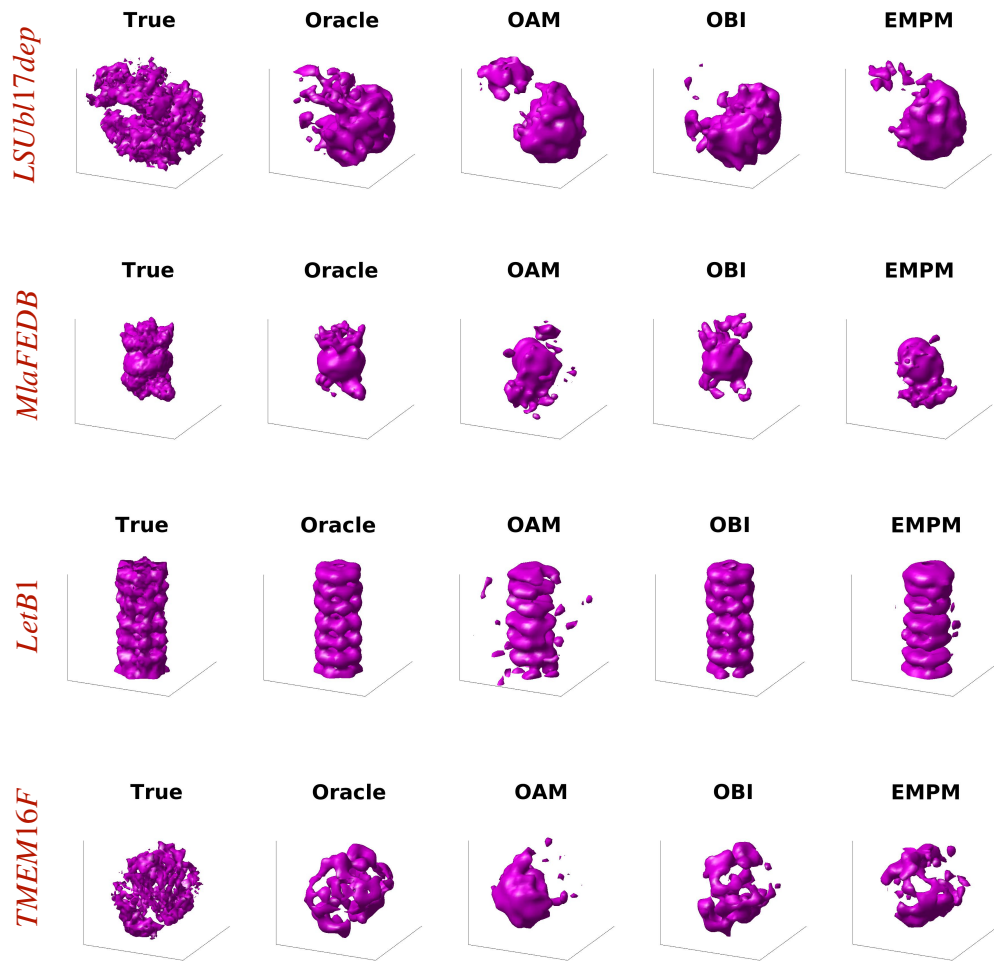 LSUbl17dep
True Oracle OAM OBI EMPM
MlaFEDB
True Oracle OAM OBI EMPM
LetB1
True Oracle OAM OBI EMPM
TMEM16F
True Oracle OAM OBI EMPM